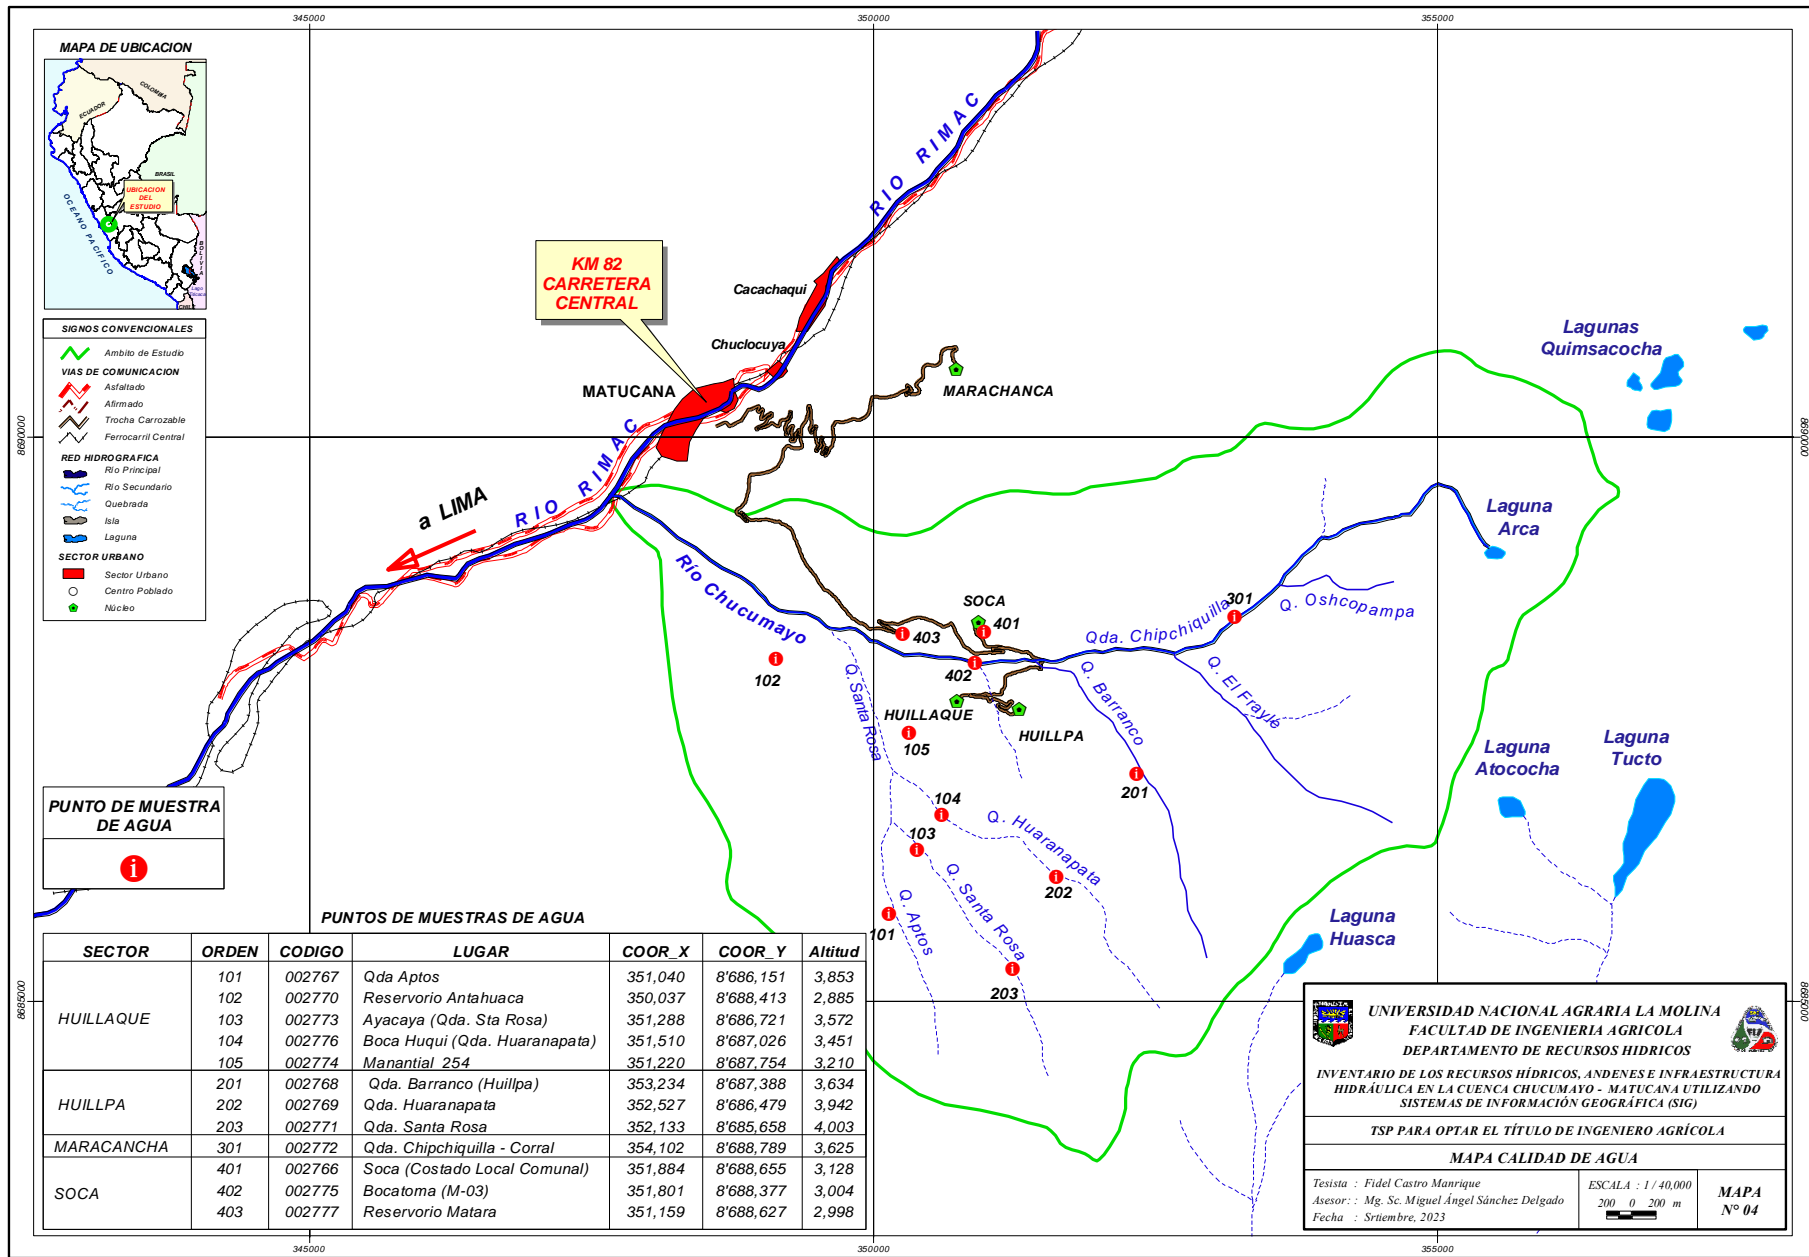 345000
350000
355000
MAPA DE UBICACION
COLOMBIA
ECUADOR
BRASIL
UBICACION
DEL
ESTUDIO
OCEANO PACÍFICO
BOLIVIA
Lago
Titicaca
CHILE
SIGNOS CONVENCIONALES
Ambito de Estudio
VIAS DE COMUNICACION
Asfaltado
Afirmado
Trocha Carrozable
Ferrocarril Central
RED HIDROGRAFICA
Río Principal
Río Secundario
Quebrada
Isla
Laguna
SECTOR URBANO
Sector Urbano
Centro Poblado
Núcleo
8690000
8690000
RIO RIMAC
RIO RIMAC
RIO RIMAC
KM 82
CARRETERA
CENTRAL
Cacachaqui
Chuclocuya
MATUCANA
MARACHANCA
a LIMA
Lagunas
Quimsacocha
Laguna
Arca
Río Chucumayo
SOCA
401
403
402
102
301
Qda. Chipchiquilla
Q. Oshcopampa
Q. El Frayle
Q. Barranco
Q. Santa Rosa
HUILLAQUE
HUILLPA
105
201
104
103
Q. Huaranapata
202
Q. Santa Rosa
Q. Aptos
101
203
Laguna
Atococha
Laguna
Tucto
Laguna
Huasca
PUNTO DE MUESTRA
DE AGUA
i
PUNTOS DE MUESTRAS DE AGUA
SECTOR ORDEN CODIGO LUGAR COOR_X COOR_Y Altitud
HUILLAQUE
101 002767 Qda Aptos 351,040 8'686,151 3,853
102 002770 Reservorio Antahuaca 350,037 8'688,413 2,885
103 002773 Ayacaya (Qda. Sta Rosa) 351,288 8'686,721 3,572
104 002776 Boca Huqui (Qda. Huaranapata) 351,510 8'687,026 3,451
105 002774 Manantial 254 351,220 8'687,754 3,210
HUILLPA
201 002768 Qda. Barranco (Huillpa) 353,234 8'687,388 3,634
202 002769 Qda. Huaranapata 352,527 8'686,479 3,942
203 002771 Qda. Santa Rosa 352,133 8'685,658 4,003
MARACANCHA 301 002772 Qda. Chipchiquilla - Corral 354,102 8'688,789 3,625
SOCA
401 002766 Soca (Costado Local Comunal) 351,884 8'688,655 3,128
402 002775 Bocatoma (M-03) 351,801 8'688,377 3,004
403 002777 Reservorio Matara 351,159 8'688,627 2,998
8685000
8685000
UNIVERSIDAD NACIONAL AGRARIA LA MOLINA
FACULTAD DE INGENIERIA AGRICOLA
DEPARTAMENTO DE RECURSOS HIDRICOS
INVENTARIO DE LOS RECURSOS HÍDRICOS, ANDENES E INFRAESTRUCTURA
HIDRÁULICA EN LA CUENCA CHUCUMAYO - MATUCANA UTILIZANDO
SISTEMAS DE INFORMACIÓN GEOGRÁFICA (SIG)
TSP PARA OPTAR EL TÍTULO DE INGENIERO AGRÍCOLA
MAPA CALIDAD DE AGUA
Tesista : Fidel Castro Manrique
Asesor: : Mg. Sc. Miguel Ángel Sánchez Delgado
Fecha : Srtiembre, 2023
ESCALA : 1 / 40,000
200 0 200 m
MAPA
N° 04
345000
350000
355000